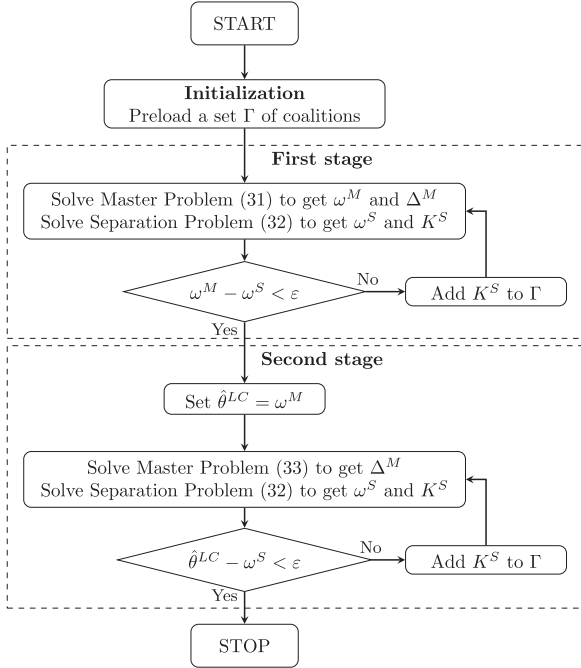 START
Initialization
Preload a set Γ of coalitions
First stage
Solve Master Problem (31) to get ω^M and Δ^M
Solve Separation Problem (32) to get ω^S and K^S
ω^M − ω^S < ε
No
Add K^S to Γ
Yes
Second stage
Set θ̂^{LC} = ω^M
Solve Master Problem (33) to get Δ^M
Solve Separation Problem (32) to get ω^S and K^S
θ̂^{LC} − ω^S < ε
No
Add K^S to Γ
Yes
STOP